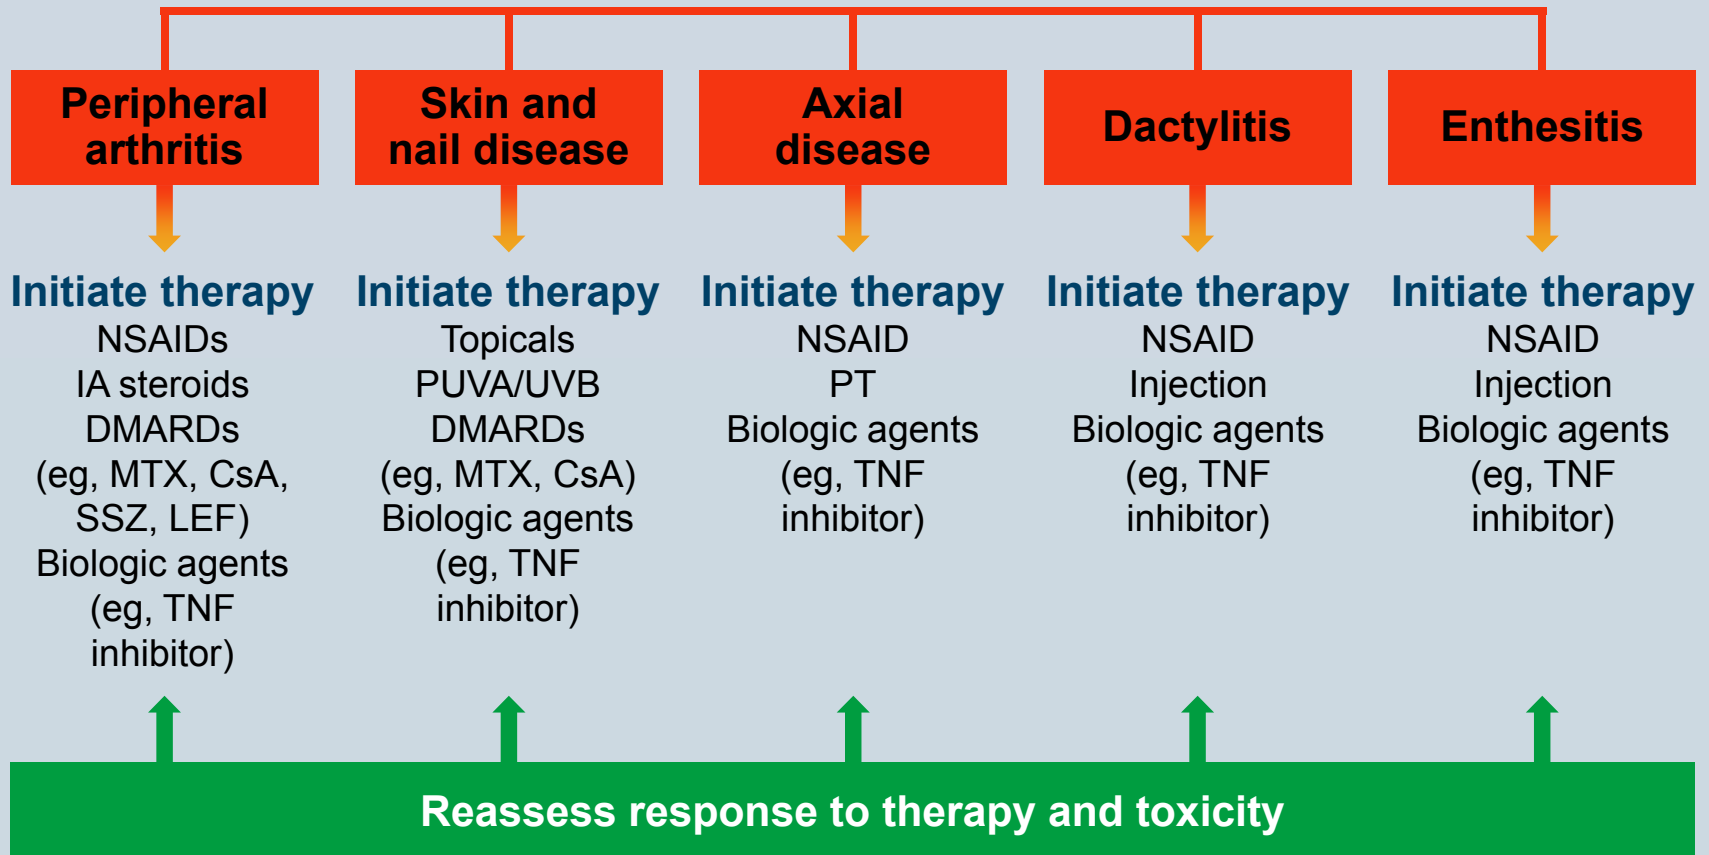 Peripheral
arthritis
Skin and
nail disease
Axial
disease
Dactylitis
Enthesitis
Initiate therapy
NSAIDs
IA steroids
DMARDs
(eg, MTX, CsA,
SSZ, LEF)
Biologic agents
(eg, TNF
inhibitor)
Initiate therapy
Topicals
PUVA/UVB
DMARDs
(eg, MTX, CsA)
Biologic agents
(eg, TNF
inhibitor)
Initiate therapy
NSAID
PT
Biologic agents
(eg, TNF
inhibitor)
Initiate therapy
NSAID
Injection
Biologic agents
(eg, TNF
inhibitor)
Initiate therapy
NSAID
Injection
Biologic agents
(eg, TNF
inhibitor)
Reassess response to therapy and toxicity